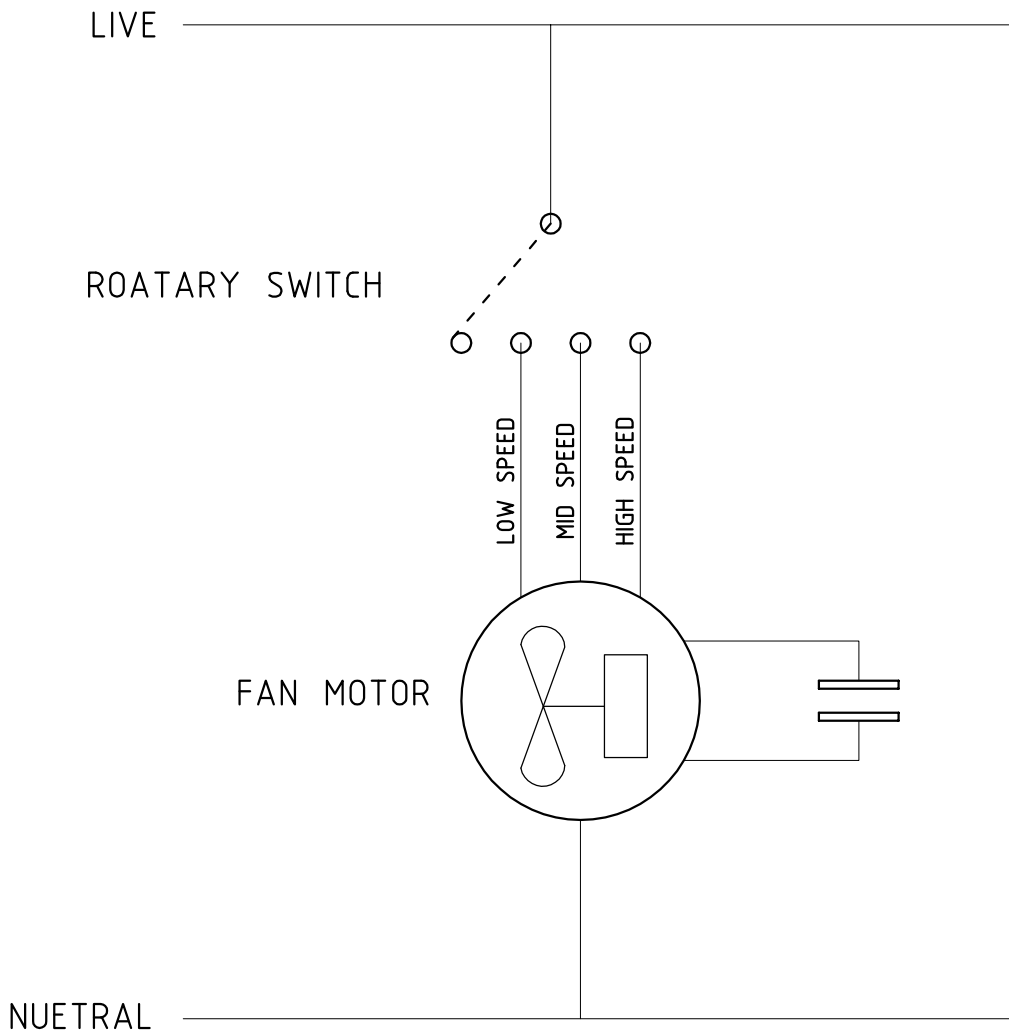 LIVE
ROATARY SWITCH
LOW SPEED
MID SPEED
HIGH SPEED
FAN MOTOR
NUETRAL